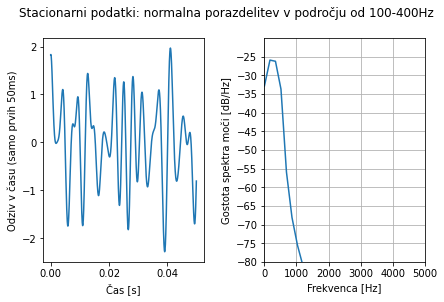 Stacionarni podatki: normalna porazdelitev v področju od 100-400Hz
Odziv v času (samo prvih 50ms)
2
1
0
−1
−2
0.00 0.02 0.04
Čas [s]
Gostota spektra moči [dB/Hz]
−25
−30
−35
−40
−45
−50
−55
−60
−65
−70
−75
−80
0 1000 2000 3000 4000 5000
Frekvenca [Hz]